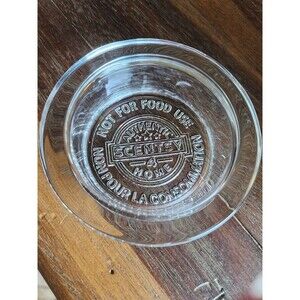 NOT FOR FOOD USE
AUTHENTIC
SCENTSY
HOME
NON POUR LA CONSOMMATION